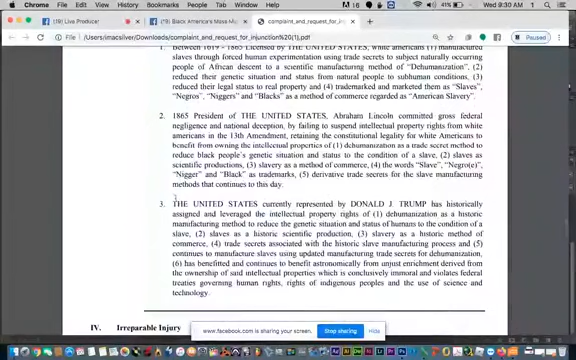 Chrome File Edit View History Bookmarks People Window Help
41% Wed 9:30 AM
(19) Live Produce!
(19) Black America's Most-Mu
complaint_and_request_for_inj
Paused
File | /Users/imacsilver/Downloads/complaint_and_request_for_injunction%20(1).pdf
1. Between 1619 - 1865 Licensed by THE UNITED STATES, white americans (1) manufactured
slaves through forced human experimentation using trade secrets to subject naturally occurring
people of African descent to a scientific manufacturing method of "Dehumanization", (2)
reduced their genetic situation and status from natural people to subhuman conditions, (3)
reduced their legal status to real property and (4) trademarked and marketed them as "Slaves",
"Negros", "Niggers" and "Blacks" as a method of commerce regarded as "American Slavery".
2. 1865 President of THE UNITED STATES, Abraham Lincoln committed gross federal
negligence and national deception, by failing to suspend intellectual property rights from white
americans in the 13th Amendment, retaining the constitutional legality for white Americans to
benefit from owning the intellectual properties of (1) dehumanization as a trade secret method to
reduce black people's genetic situation and status to the condition of a slave, (2) slaves as
scientific productions, (3) slavery as a method of commerce, (4) the words "Slave", "Negro(e)",
"Nigger" and "Black" as trademarks, (5) derivative trade secrets for the slave manufacturing
methods that continues to this day.
3. THE UNITED STATES currently represented by DONALD J. TRUMP has historically
assigned and leveraged the intellectual property rights of (1) dehumanization as a historic
manufacturing method to reduce the genetic situation and status of humans to the condition of a
slave, (2) slaves as a historic scientific production, (3) slavery as a historic method of
commerce, (4) trade secrets associated with the historic slave manufacturing process and (5)
continues to manufacture slaves using updated manufacturing trade secrets for dehumanization,
(6) has benefitted and continues to benefit astronomically from unjust enrichment derived from
the ownership of said intellectual properties which is conclusively immoral and violates federal
treaties governing human rights, rights of indigenous peoples and the use of science and
technology.
IV. Irreparable Injury
www.facebook.com is sharing your screen.
Stop sharing
Hide